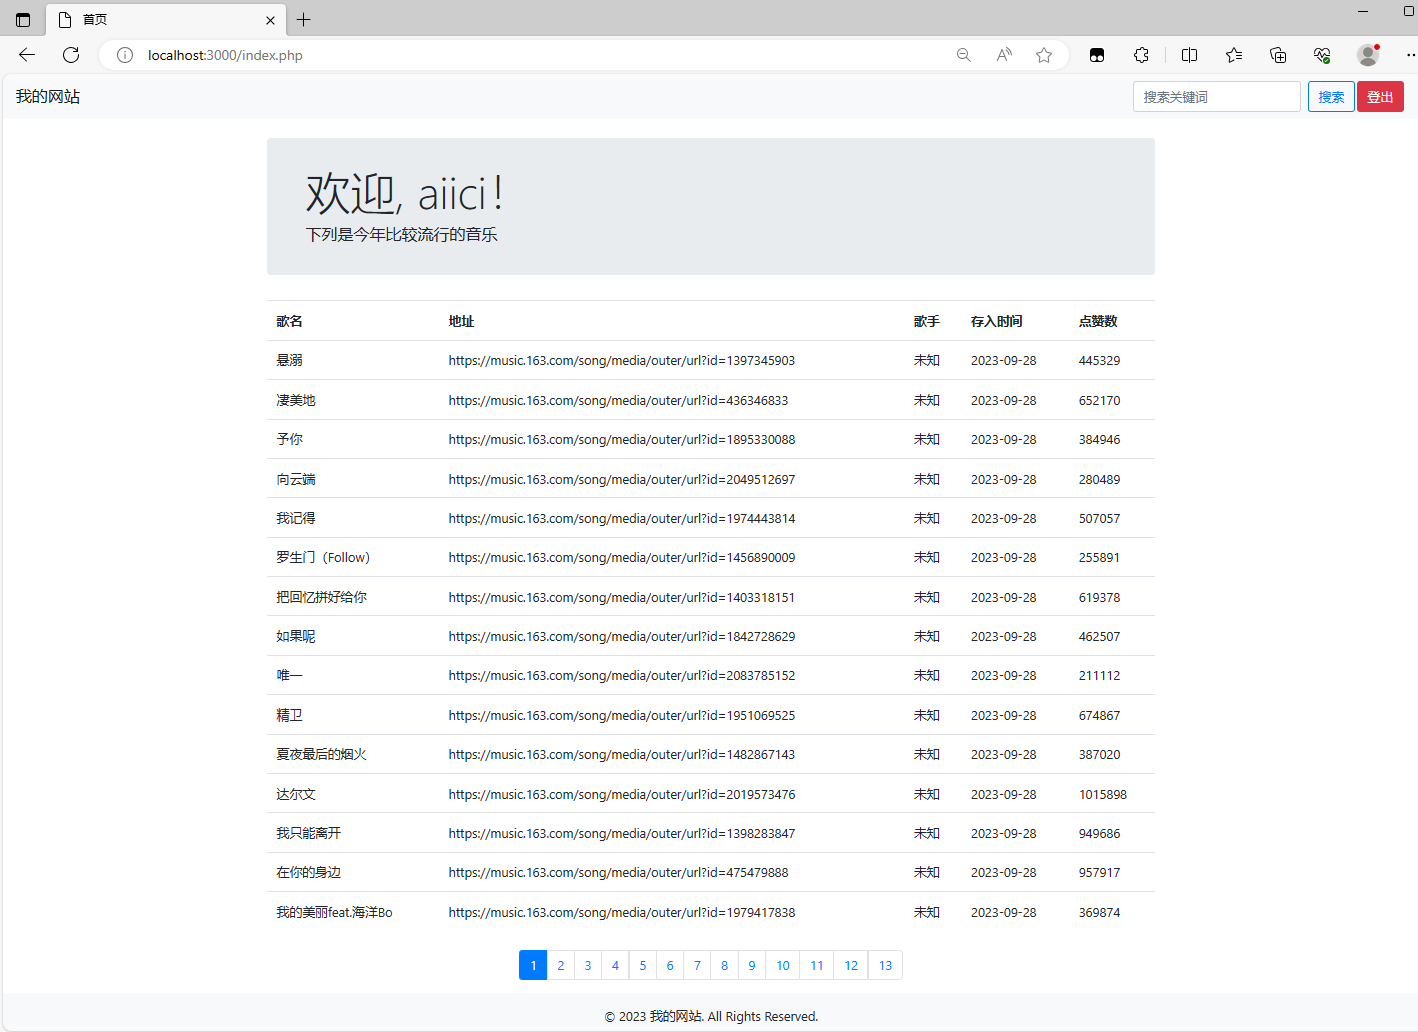 首页
localhost:3000/index.php
我的网站
搜索关键词 搜索 登出
欢迎, aiici！
下列是今年比较流行的音乐
歌名 地址 歌手 存入时间 点赞数
悬溺 https://music.163.com/song/media/outer/url?id=1397345903 未知 2023-09-28 445329
凄美地 https://music.163.com/song/media/outer/url?id=436346833 未知 2023-09-28 652170
予你 https://music.163.com/song/media/outer/url?id=1895330088 未知 2023-09-28 384946
向云端 https://music.163.com/song/media/outer/url?id=2049512697 未知 2023-09-28 280489
我记得 https://music.163.com/song/media/outer/url?id=1974443814 未知 2023-09-28 507057
罗生门（Follow） https://music.163.com/song/media/outer/url?id=1456890009 未知 2023-09-28 255891
把回忆拼好给你 https://music.163.com/song/media/outer/url?id=1403318151 未知 2023-09-28 619378
如果呢 https://music.163.com/song/media/outer/url?id=1842728629 未知 2023-09-28 462507
唯一 https://music.163.com/song/media/outer/url?id=2083785152 未知 2023-09-28 211112
精卫 https://music.163.com/song/media/outer/url?id=1951069525 未知 2023-09-28 674867
夏夜最后的烟火 https://music.163.com/song/media/outer/url?id=1482867143 未知 2023-09-28 387020
达尔文 https://music.163.com/song/media/outer/url?id=2019573476 未知 2023-09-28 1015898
我只能离开 https://music.163.com/song/media/outer/url?id=1398283847 未知 2023-09-28 949686
在你的身边 https://music.163.com/song/media/outer/url?id=475479888 未知 2023-09-28 957917
我的美丽feat.海洋Bo https://music.163.com/song/media/outer/url?id=1979417838 未知 2023-09-28 369874
1 2 3 4 5 6 7 8 9 10 11 12 13
© 2023 我的网站. All Rights Reserved.